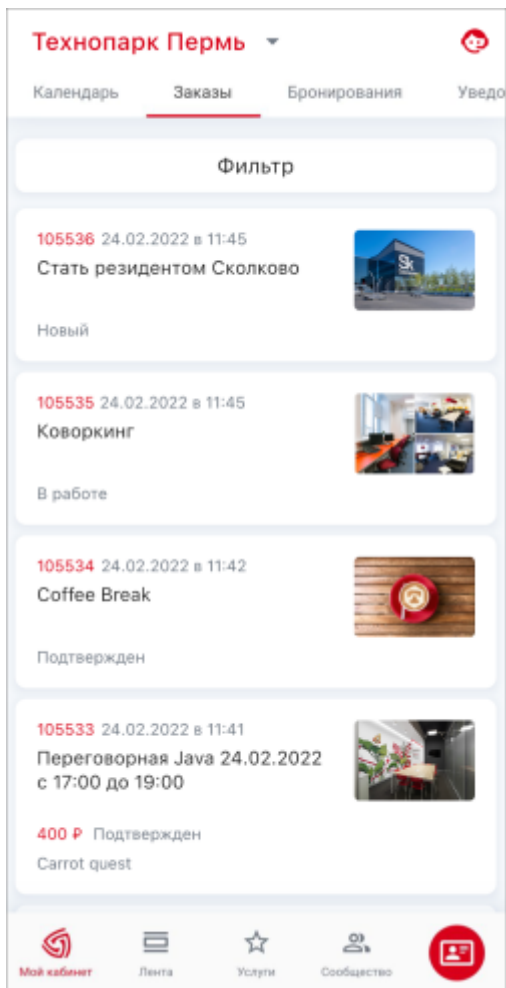 Технопарк Пермь
Календарь Заказы Бронирования Уведо
Фильтр
105536 24.02.2022 в 11:45
Стать резидентом Сколково
Sk
Новый
105535 24.02.2022 в 11:45
Коворкинг
В работе
105534 24.02.2022 в 11:42
Coffee Break
Подтвержден
105533 24.02.2022 в 11:41
Переговорная Java 24.02.2022
с 17:00 до 19:00
400 ₽ Подтвержден
Carrot quest
Мой кабинет Лента Услуги Сообщество